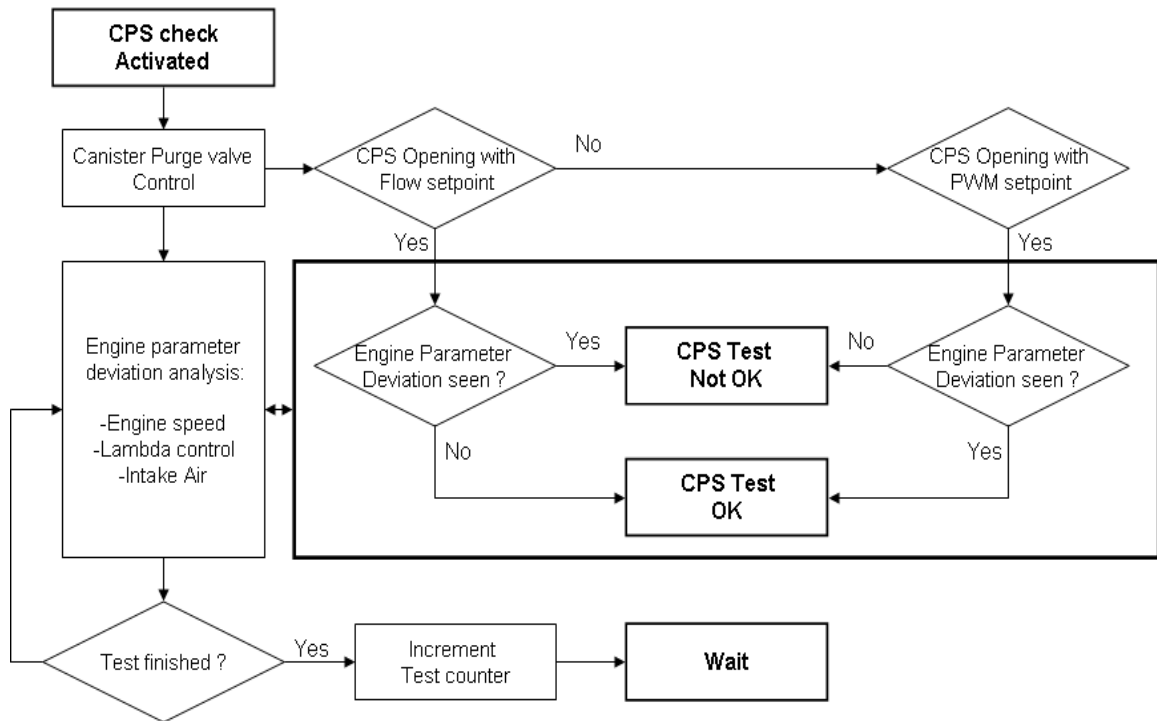 CPS check
Activated
Canister Purge valve
Control
CPS Opening with
Flow setpoint
No
CPS Opening with
PWM setpoint
Yes
Yes
Engine parameter
deviation analysis:
-Engine speed
-Lambda control
-Intake Air
Engine Parameter
Deviation seen ?
Yes
CPS Test
Not OK
No
Engine Parameter
Deviation seen ?
No
CPS Test
OK
Yes
Test finished ?
Yes
Increment
Test counter
Wait